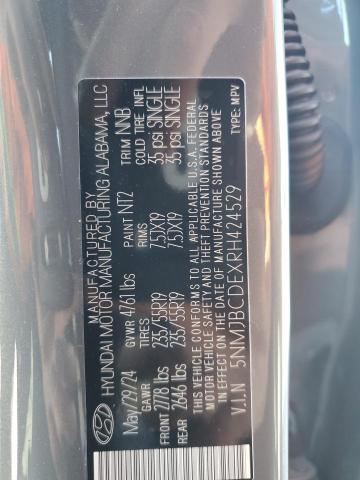 MANUFACTURED BY
HYUNDAI MOTOR MANUFACTURING ALABAMA, LLC
May/29/24 GVWR 4761 lbs PAINT NT2 TRIM NNB
GAWR TIRES RIMS COLD TIRE INFL
FRONT 2778 lbs 235/55R19 7.5JX19 35 psi SINGLE
REAR 2646 lbs 235/55R19 7.5JX19 35 psi SINGLE
THIS VEHICLE CONFORMS TO ALL APPLICABLE U.S.A. FEDERAL
MOTOR VEHICLE SAFETY AND THEFT PREVENTION STANDARDS
IN EFFECT ON THE DATE OF MANUFACTURE SHOWN ABOVE.
V.I.N 5NMJBCDEXRH424529 TYPE: MPV